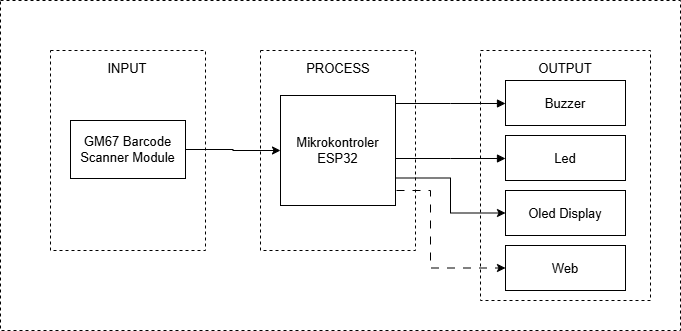 INPUT
PROCESS
OUTPUT
GM67 Barcode
Scanner Module
Mikrokontroler
ESP32
Buzzer
Led
Oled Display
Web